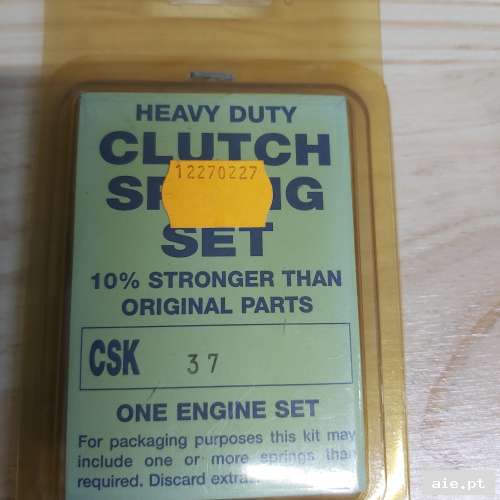 HEAVY DUTY
CLUTCH
12270227
SPRING
SET
10% STRONGER THAN
ORIGINAL PARTS
CSK 37
ONE ENGINE SET
For packaging purposes this kit may
include one or more springs than
required. Discard extra.
aie.pt